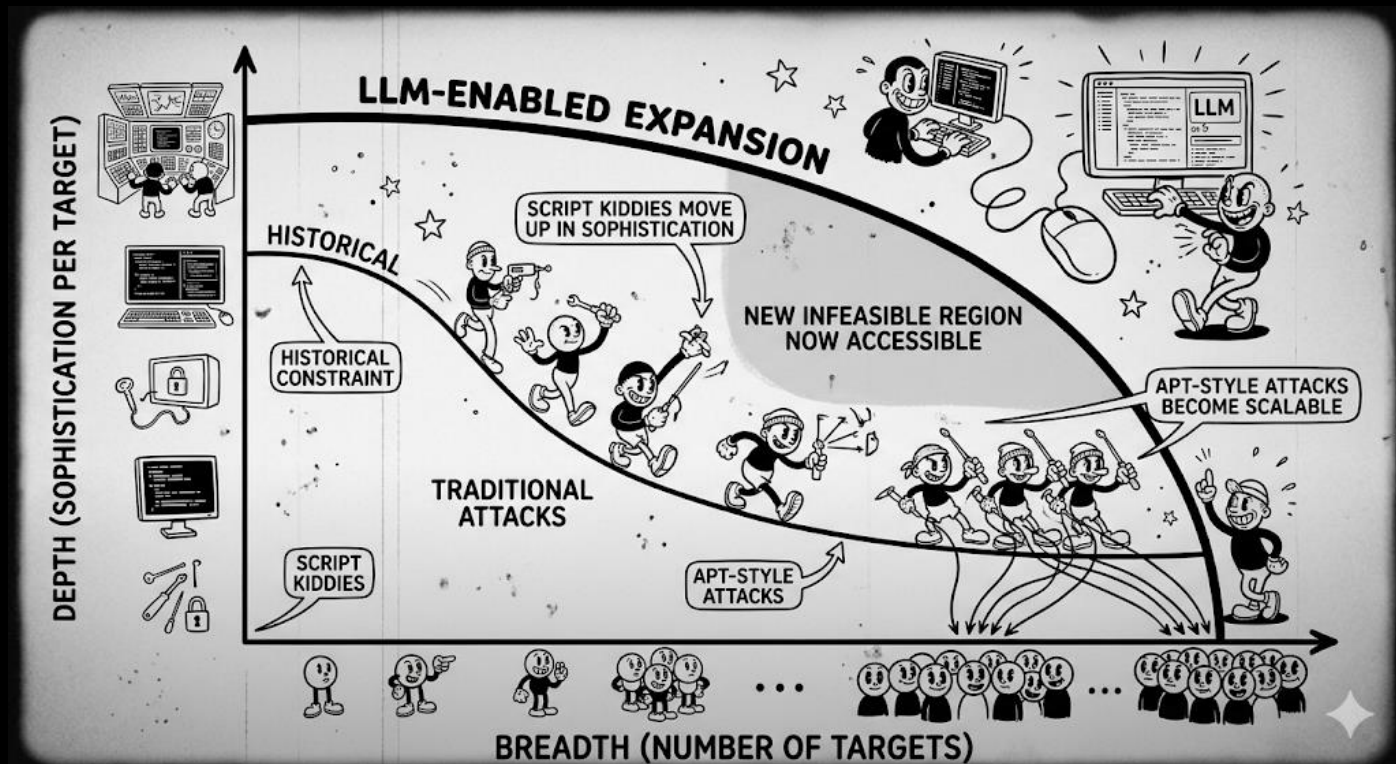 LLM-ENABLED EXPANSION
LLM
HISTORICAL
SCRIPT KIDDIES MOVE
UP IN SOPHISTICATION
HISTORICAL
CONSTRAINT
NEW INFEASIBLE REGION
NOW ACCESSIBLE
APT-STYLE ATTACKS
BECOME SCALABLE
TRADITIONAL
ATTACKS
SCRIPT
KIDDIES
APT-STYLE
ATTACKS
DEPTH (SOPHISTICATION PER TARGET)
BREADTH (NUMBER OF TARGETS)